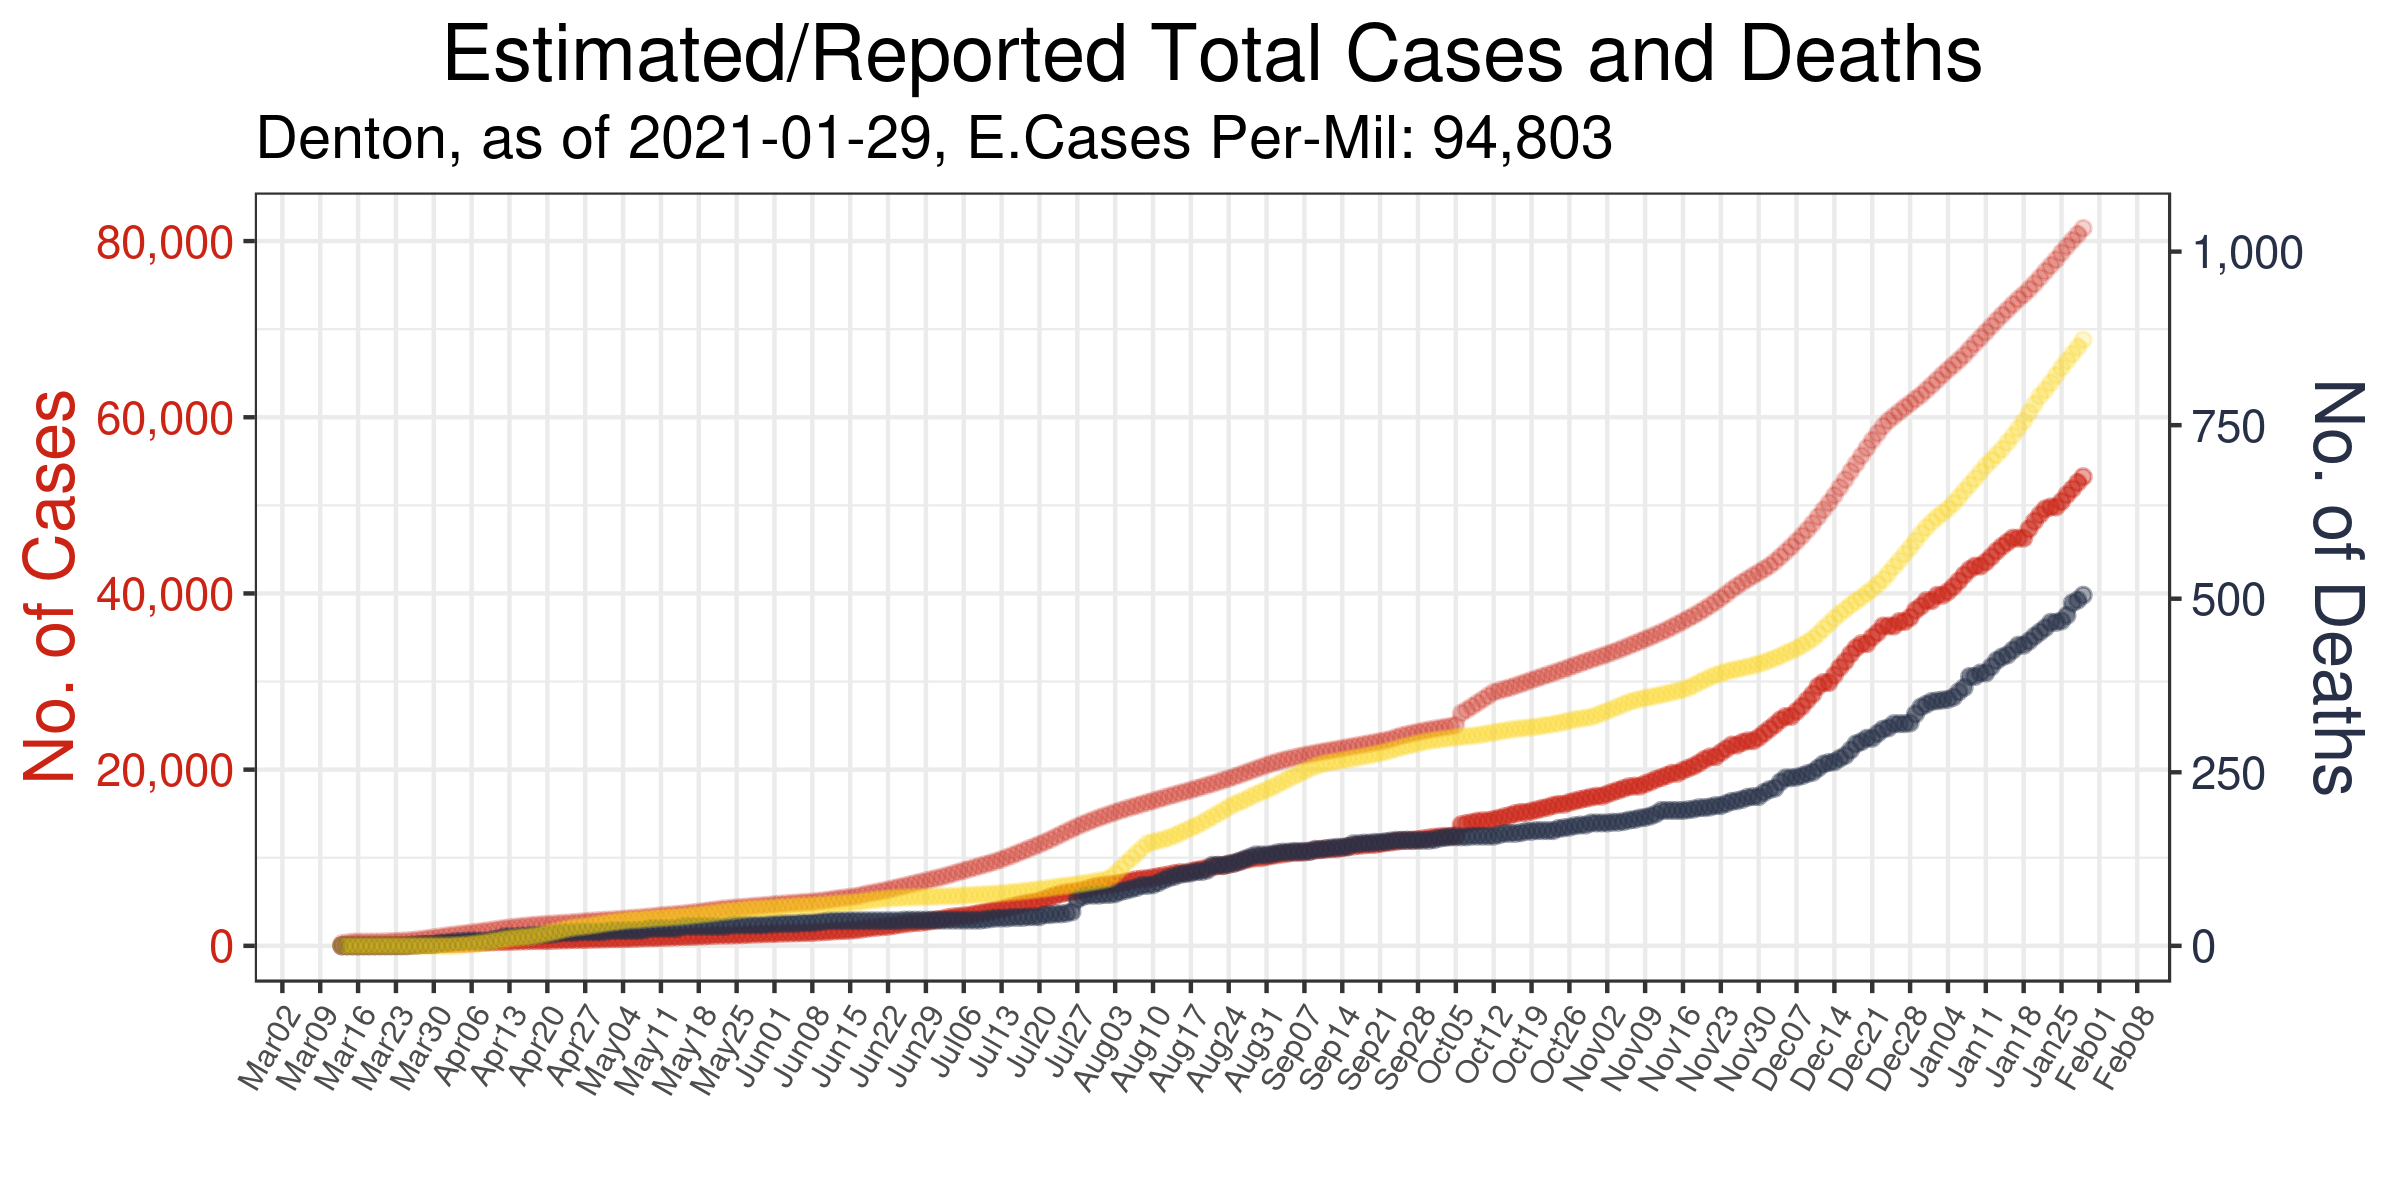 Estimated/Reported Total Cases and Deaths
Denton, as of 2021-01-29, E.Cases Per-Mil: 94,803
No. of Cases
80,000
60,000
40,000
20,000
0
1,000
750
500
250
0
No. of Deaths
Mar02
Mar09
Mar16
Mar23
Mar30
Apr06
Apr13
Apr20
Apr27
May04
May11
May18
May25
Jun01
Jun08
Jun15
Jun22
Jun29
Jul06
Jul13
Jul20
Jul27
Aug03
Aug10
Aug17
Aug24
Aug31
Sep07
Sep14
Sep21
Sep28
Oct05
Oct12
Oct19
Oct26
Nov02
Nov09
Nov16
Nov23
Nov30
Dec07
Dec14
Dec21
Dec28
Jan04
Jan11
Jan18
Jan25
Feb01
Feb08